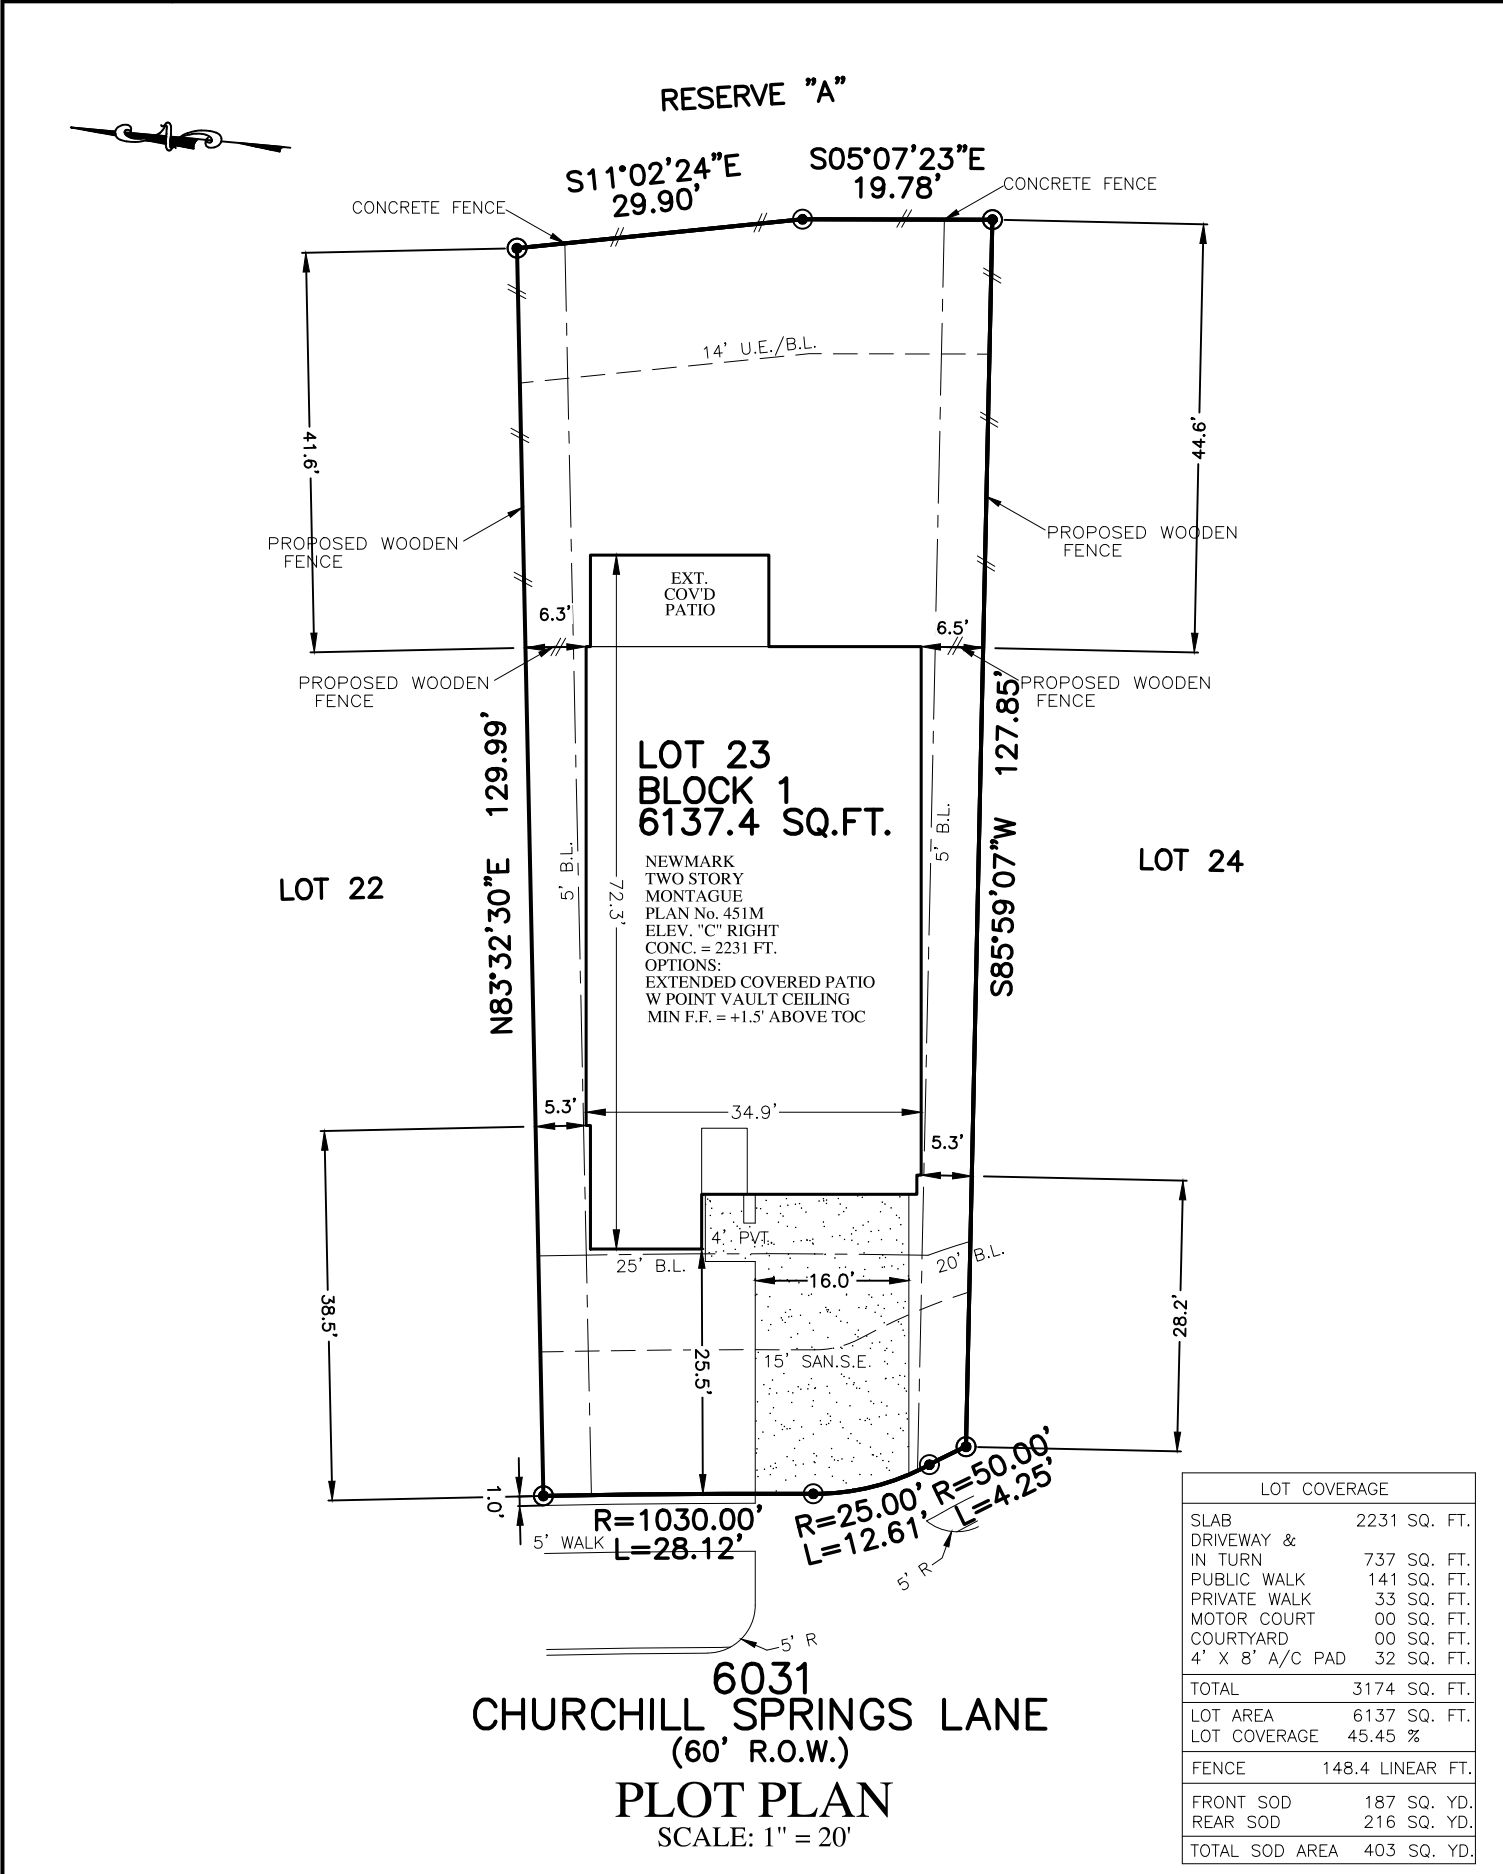 RESERVE "A"
S11°02'24"E
29.90'
S05°07'23"E
19.78'
CONCRETE FENCE
CONCRETE FENCE
14' U.E./B.L.
41.6'
44.6'
PROPOSED WOODEN
FENCE
PROPOSED WOODEN
FENCE
EXT.
COV'D
PATIO
6.3'
6.5'
PROPOSED WOODEN
FENCE
PROPOSED WOODEN
FENCE
N83°32'30"E 129.99'
S85°59'07"W 127.85'
LOT 23
BLOCK 1
6137.4 SQ.FT.
5' B.L.
5' B.L.
72.3'
LOT 22
LOT 24
NEWMARK
TWO STORY
MONTAGUE
PLAN No. 451M
ELEV. "C" RIGHT
CONC. = 2231 FT.
OPTIONS:
EXTENDED COVERED PATIO
W POINT VAULT CEILING
MIN F.F. = +1.5' ABOVE TOC
5.3'
34.9'
5.3'
4' PVT.
25' B.L.
20' B.L.
16.0'
38.5'
28.2'
25.5'
15' SAN.S.E.
1.0'
5' WALK
R=1030.00'
L=28.12'
R=25.00'
L=12.61'
R=50.00'
L=4.25'
5' R
5' R
6031
CHURCHILL SPRINGS LANE
(60' R.O.W.)
PLOT PLAN
SCALE: 1" = 20'
LOT COVERAGE
SLAB 2231 SQ. FT.
DRIVEWAY &
IN TURN 737 SQ. FT.
PUBLIC WALK 141 SQ. FT.
PRIVATE WALK 33 SQ. FT.
MOTOR COURT 00 SQ. FT.
COURTYARD 00 SQ. FT.
4' X 8' A/C PAD 32 SQ. FT.
TOTAL 3174 SQ. FT.
LOT AREA 6137 SQ. FT.
LOT COVERAGE 45.45 %
FENCE 148.4 LINEAR FT.
FRONT SOD 187 SQ. YD.
REAR SOD 216 SQ. YD.
TOTAL SOD AREA 403 SQ. YD.